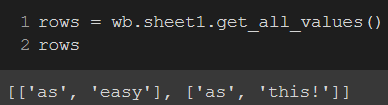 1 rows = wb.sheet1.get_all_values()
2 rows
[['as', 'easy'], ['as', 'this!']]